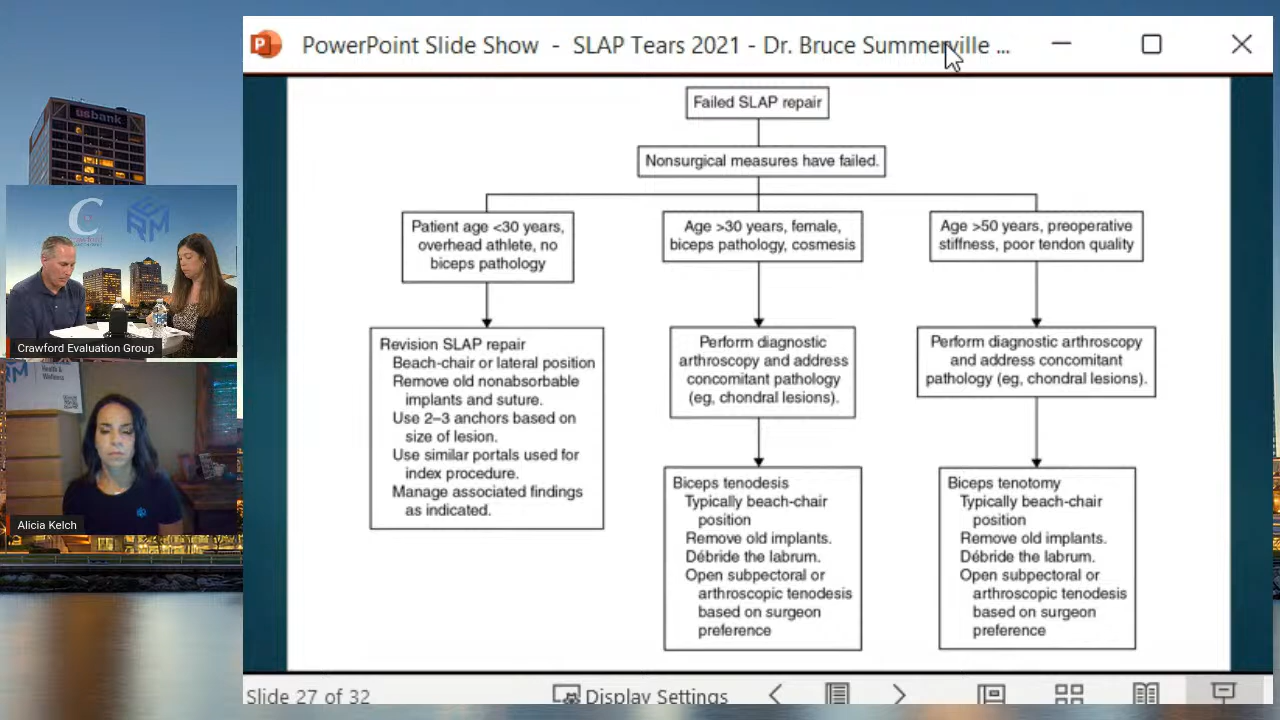 PowerPoint Slide Show - SLAP Tears 2021 - Dr. Bruce Summerville ...
usbank
Failed SLAP repair
Nonsurgical measures have failed.
Patient age <30 years,
overhead athlete, no
biceps pathology
Age >30 years, female,
biceps pathology, cosmesis
Age >50 years, preoperative
stiffness, poor tendon quality
Revision SLAP repair
Beach-chair or lateral position
Remove old nonabsorbable
implants and suture.
Use 2–3 anchors based on
size of lesion.
Use similar portals used for
index procedure.
Manage associated findings
as indicated.
Perform diagnostic
arthroscopy and address
concomitant pathology
(eg, chondral lesions).
Perform diagnostic arthroscopy
and address concomitant
pathology (eg, chondral lesions).
Biceps tenodesis
Typically beach-chair
position
Remove old implants.
Débride the labrum.
Open subpectoral or
arthroscopic tenodesis
based on surgeon
preference
Biceps tenotomy
Typically beach-chair
position
Remove old implants.
Débride the labrum.
Open subpectoral or
arthroscopic tenodesis
based on surgeon
preference
Crawford Evaluation Group
Health &
Wellness
Alicia Kelch
Slide 27 of 32
Display Settings